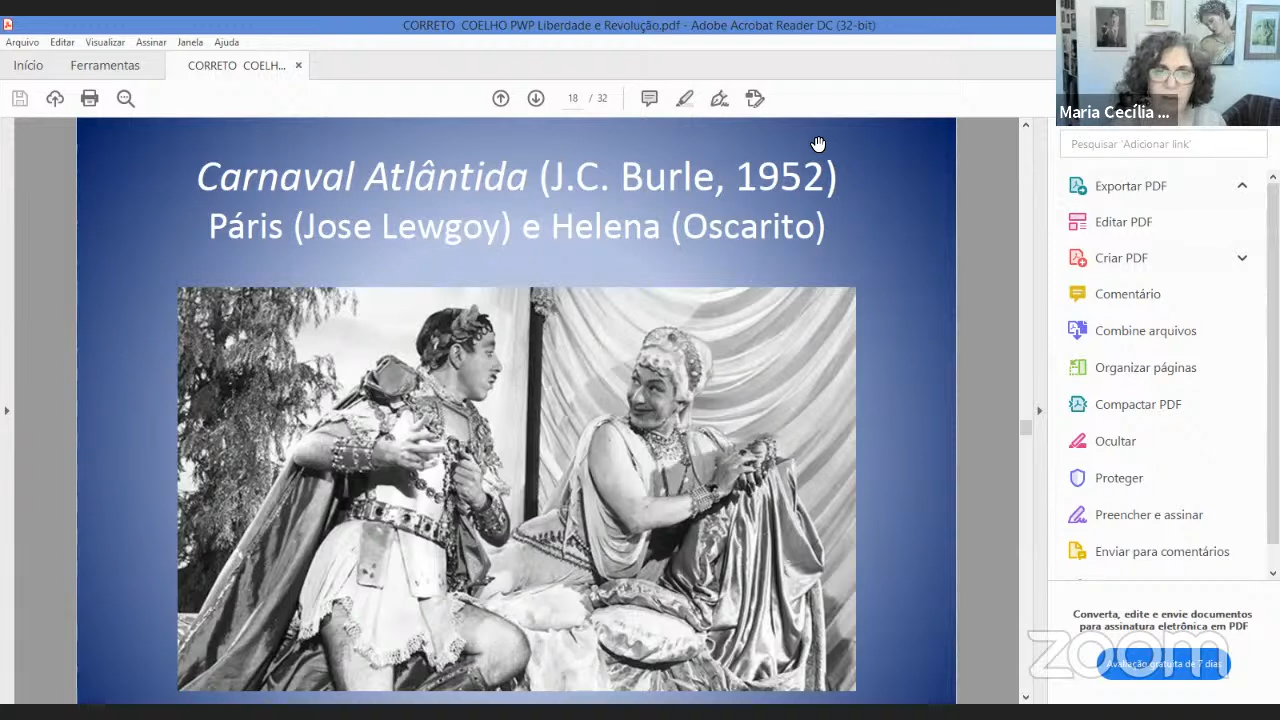 CORRETO  COELHO PWP Liberdade e Revolução.pdf - Adobe Acrobat Reader DC (32-bit)
Arquivo Editar Visualizar Assinar Janela Ajuda
Início Ferramentas CORRETO  COELH... ×
18 / 32
Maria Cecília ...
Carnaval Atlântida (J.C. Burle, 1952)
Páris (Jose Lewgoy) e Helena (Oscarito)
Pesquisar 'Adicionar link'
Exportar PDF
Editar PDF
Criar PDF
Comentário
Combine arquivos
Organizar páginas
Compactar PDF
Ocultar
Proteger
Preencher e assinar
Enviar para comentários
Converta, edite e envie documentos
para assinatura eletrônica em PDF
Avaliação gratuita de 7 dias
zoom